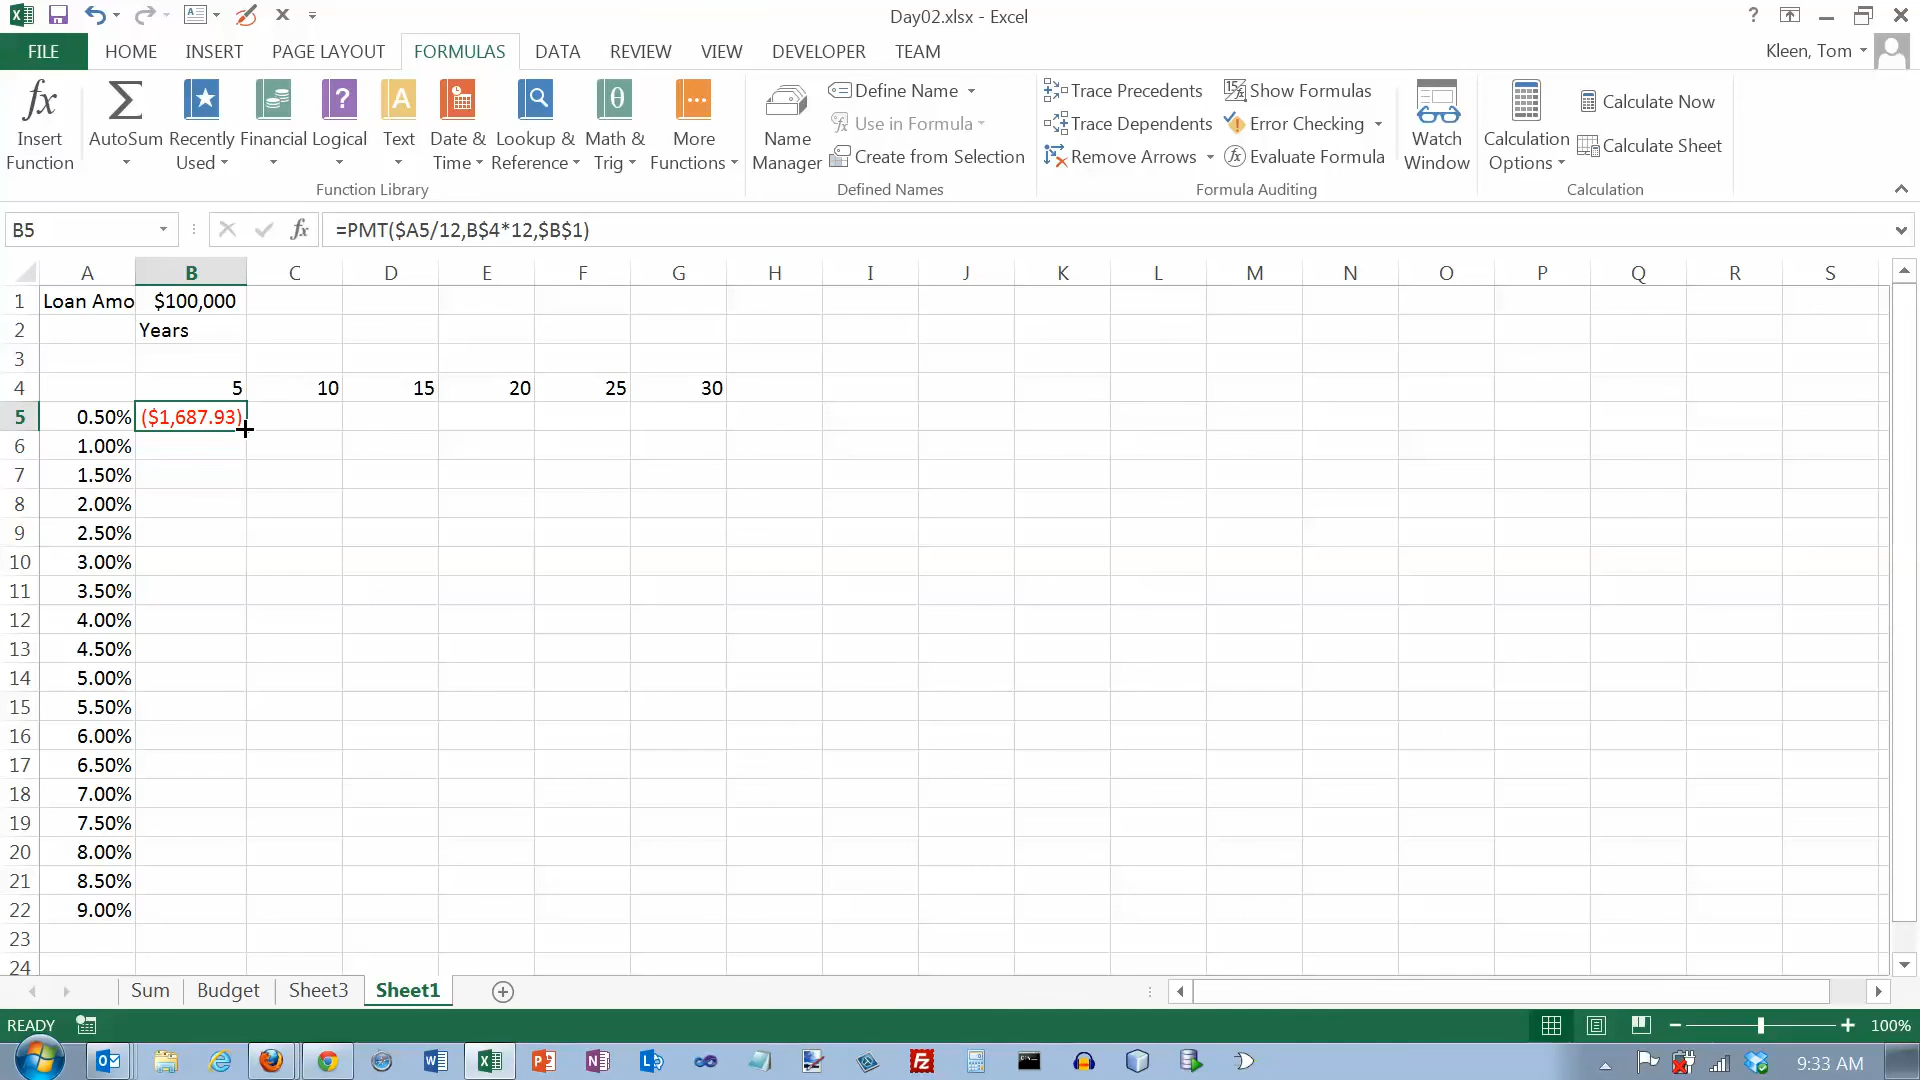 Day02.xlsx - Excel
FILE HOME INSERT PAGE LAYOUT FORMULAS DATA REVIEW VIEW DEVELOPER TEAM Kleen, Tom
Insert Function
AutoSum
Recently Used
Financial
Logical
Text
Date & Time
Lookup & Reference
Math & Trig
More Functions
Function Library
Name Manager
Define Name
Use in Formula
Create from Selection
Defined Names
Trace Precedents
Trace Dependents
Remove Arrows
Show Formulas
Error Checking
Evaluate Formula
Formula Auditing
Watch Window
Calculation Options
Calculate Now
Calculate Sheet
Calculation
B5 fx =PMT($A5/12,B$4*12,$B$1)
A B C D E F G H I J K L M N O P Q R S
1 Loan Amo $100,000
2 Years
3
4 5 10 15 20 25 30
5 0.50% ($1,687.93)
6 1.00%
7 1.50%
8 2.00%
9 2.50%
10 3.00%
11 3.50%
12 4.00%
13 4.50%
14 5.00%
15 5.50%
16 6.00%
17 6.50%
18 7.00%
19 7.50%
20 8.00%
21 8.50%
22 9.00%
23
24
Sum Budget Sheet3 Sheet1
READY 100%
9:33 AM